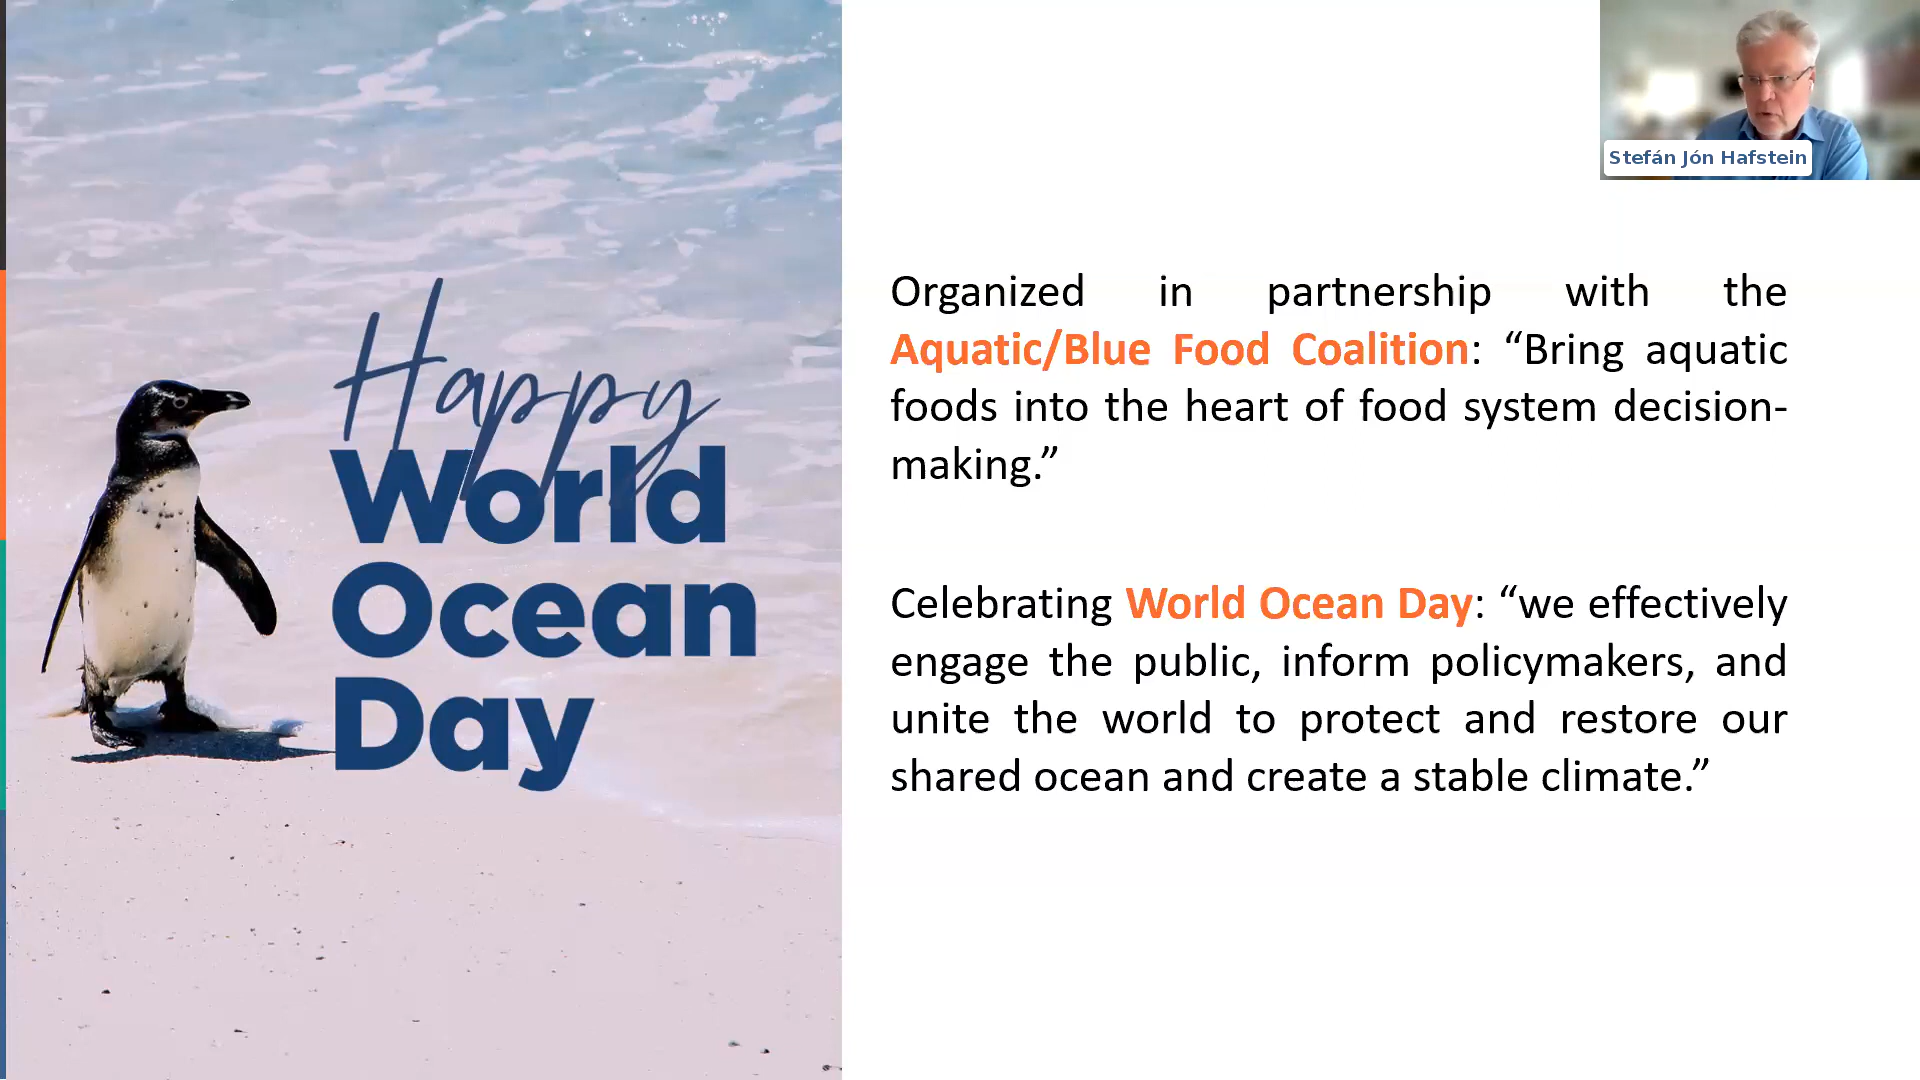 Happy
World
Ocean
Day
Stefán Jón Hafstein
Organized in partnership with the
Aquatic/Blue Food Coalition: “Bring aquatic
foods into the heart of food system decision-
making.”
Celebrating World Ocean Day: “we effectively
engage the public, inform policymakers, and
unite the world to protect and restore our
shared ocean and create a stable climate.”